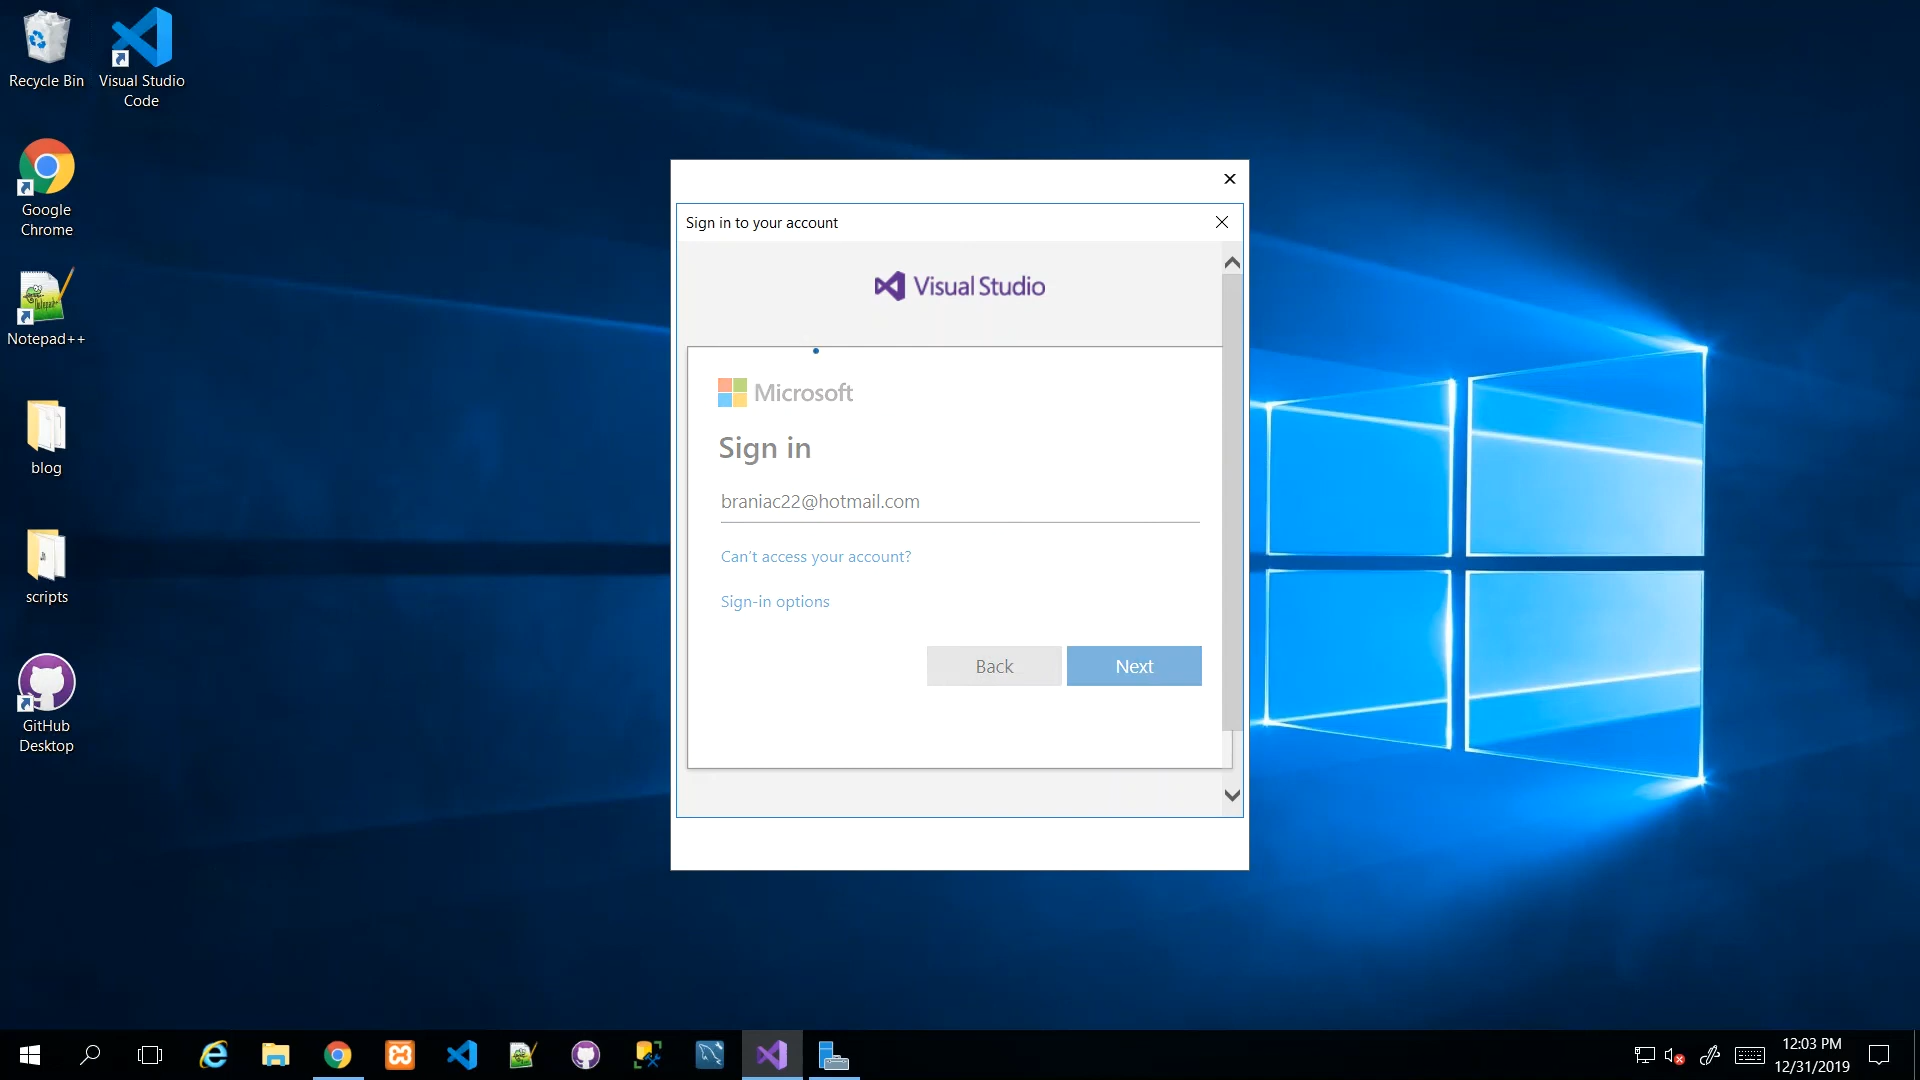 Recycle Bin
Visual Studio
Code
Google
Chrome
Notepad++
blog
scripts
GitHub
Desktop
Sign in to your account
Visual Studio
Microsoft
Sign in
braniac22@hotmail.com
Can't access your account?
Sign-in options
Back
Next
12:03 PM
12/31/2019